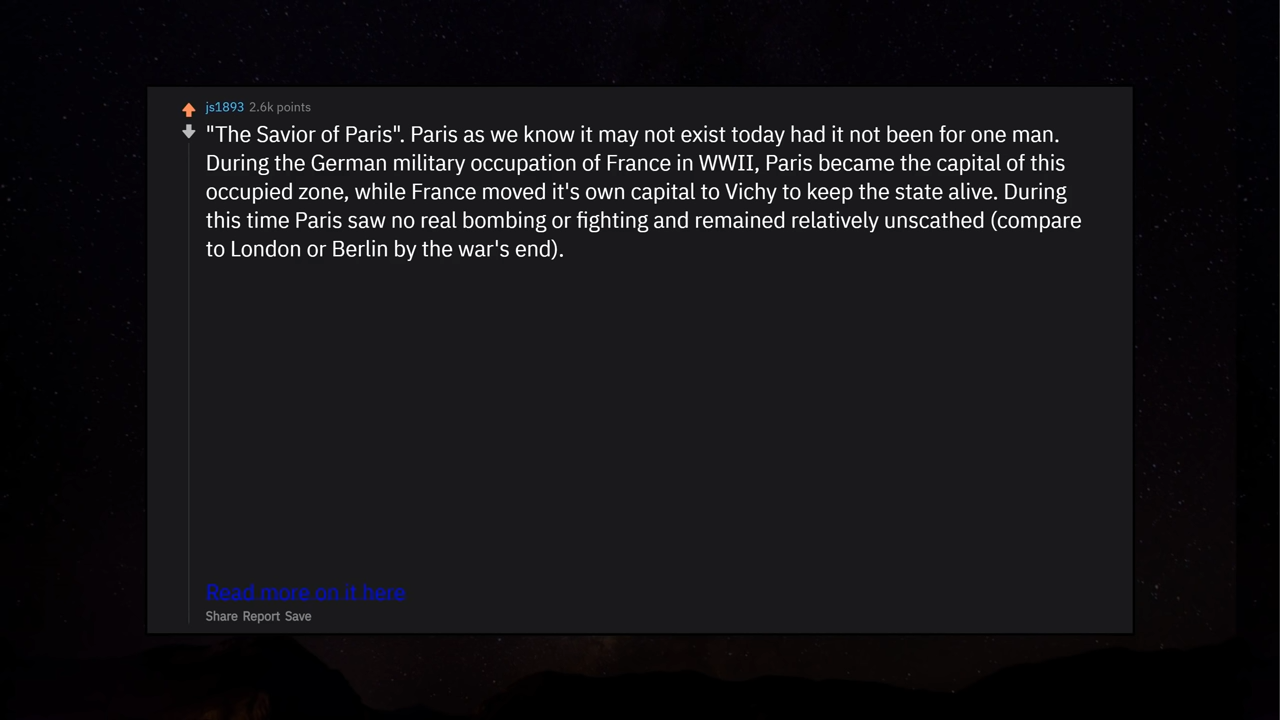 js1893 2.6k points
"The Savior of Paris". Paris as we know it may not exist today had it not been for one man.
During the German military occupation of France in WWII, Paris became the capital of this
occupied zone, while France moved it's own capital to Vichy to keep the state alive. During
this time Paris saw no real bombing or fighting and remained relatively unscathed (compare
to London or Berlin by the war's end).
Read more on it here
Share Report Save